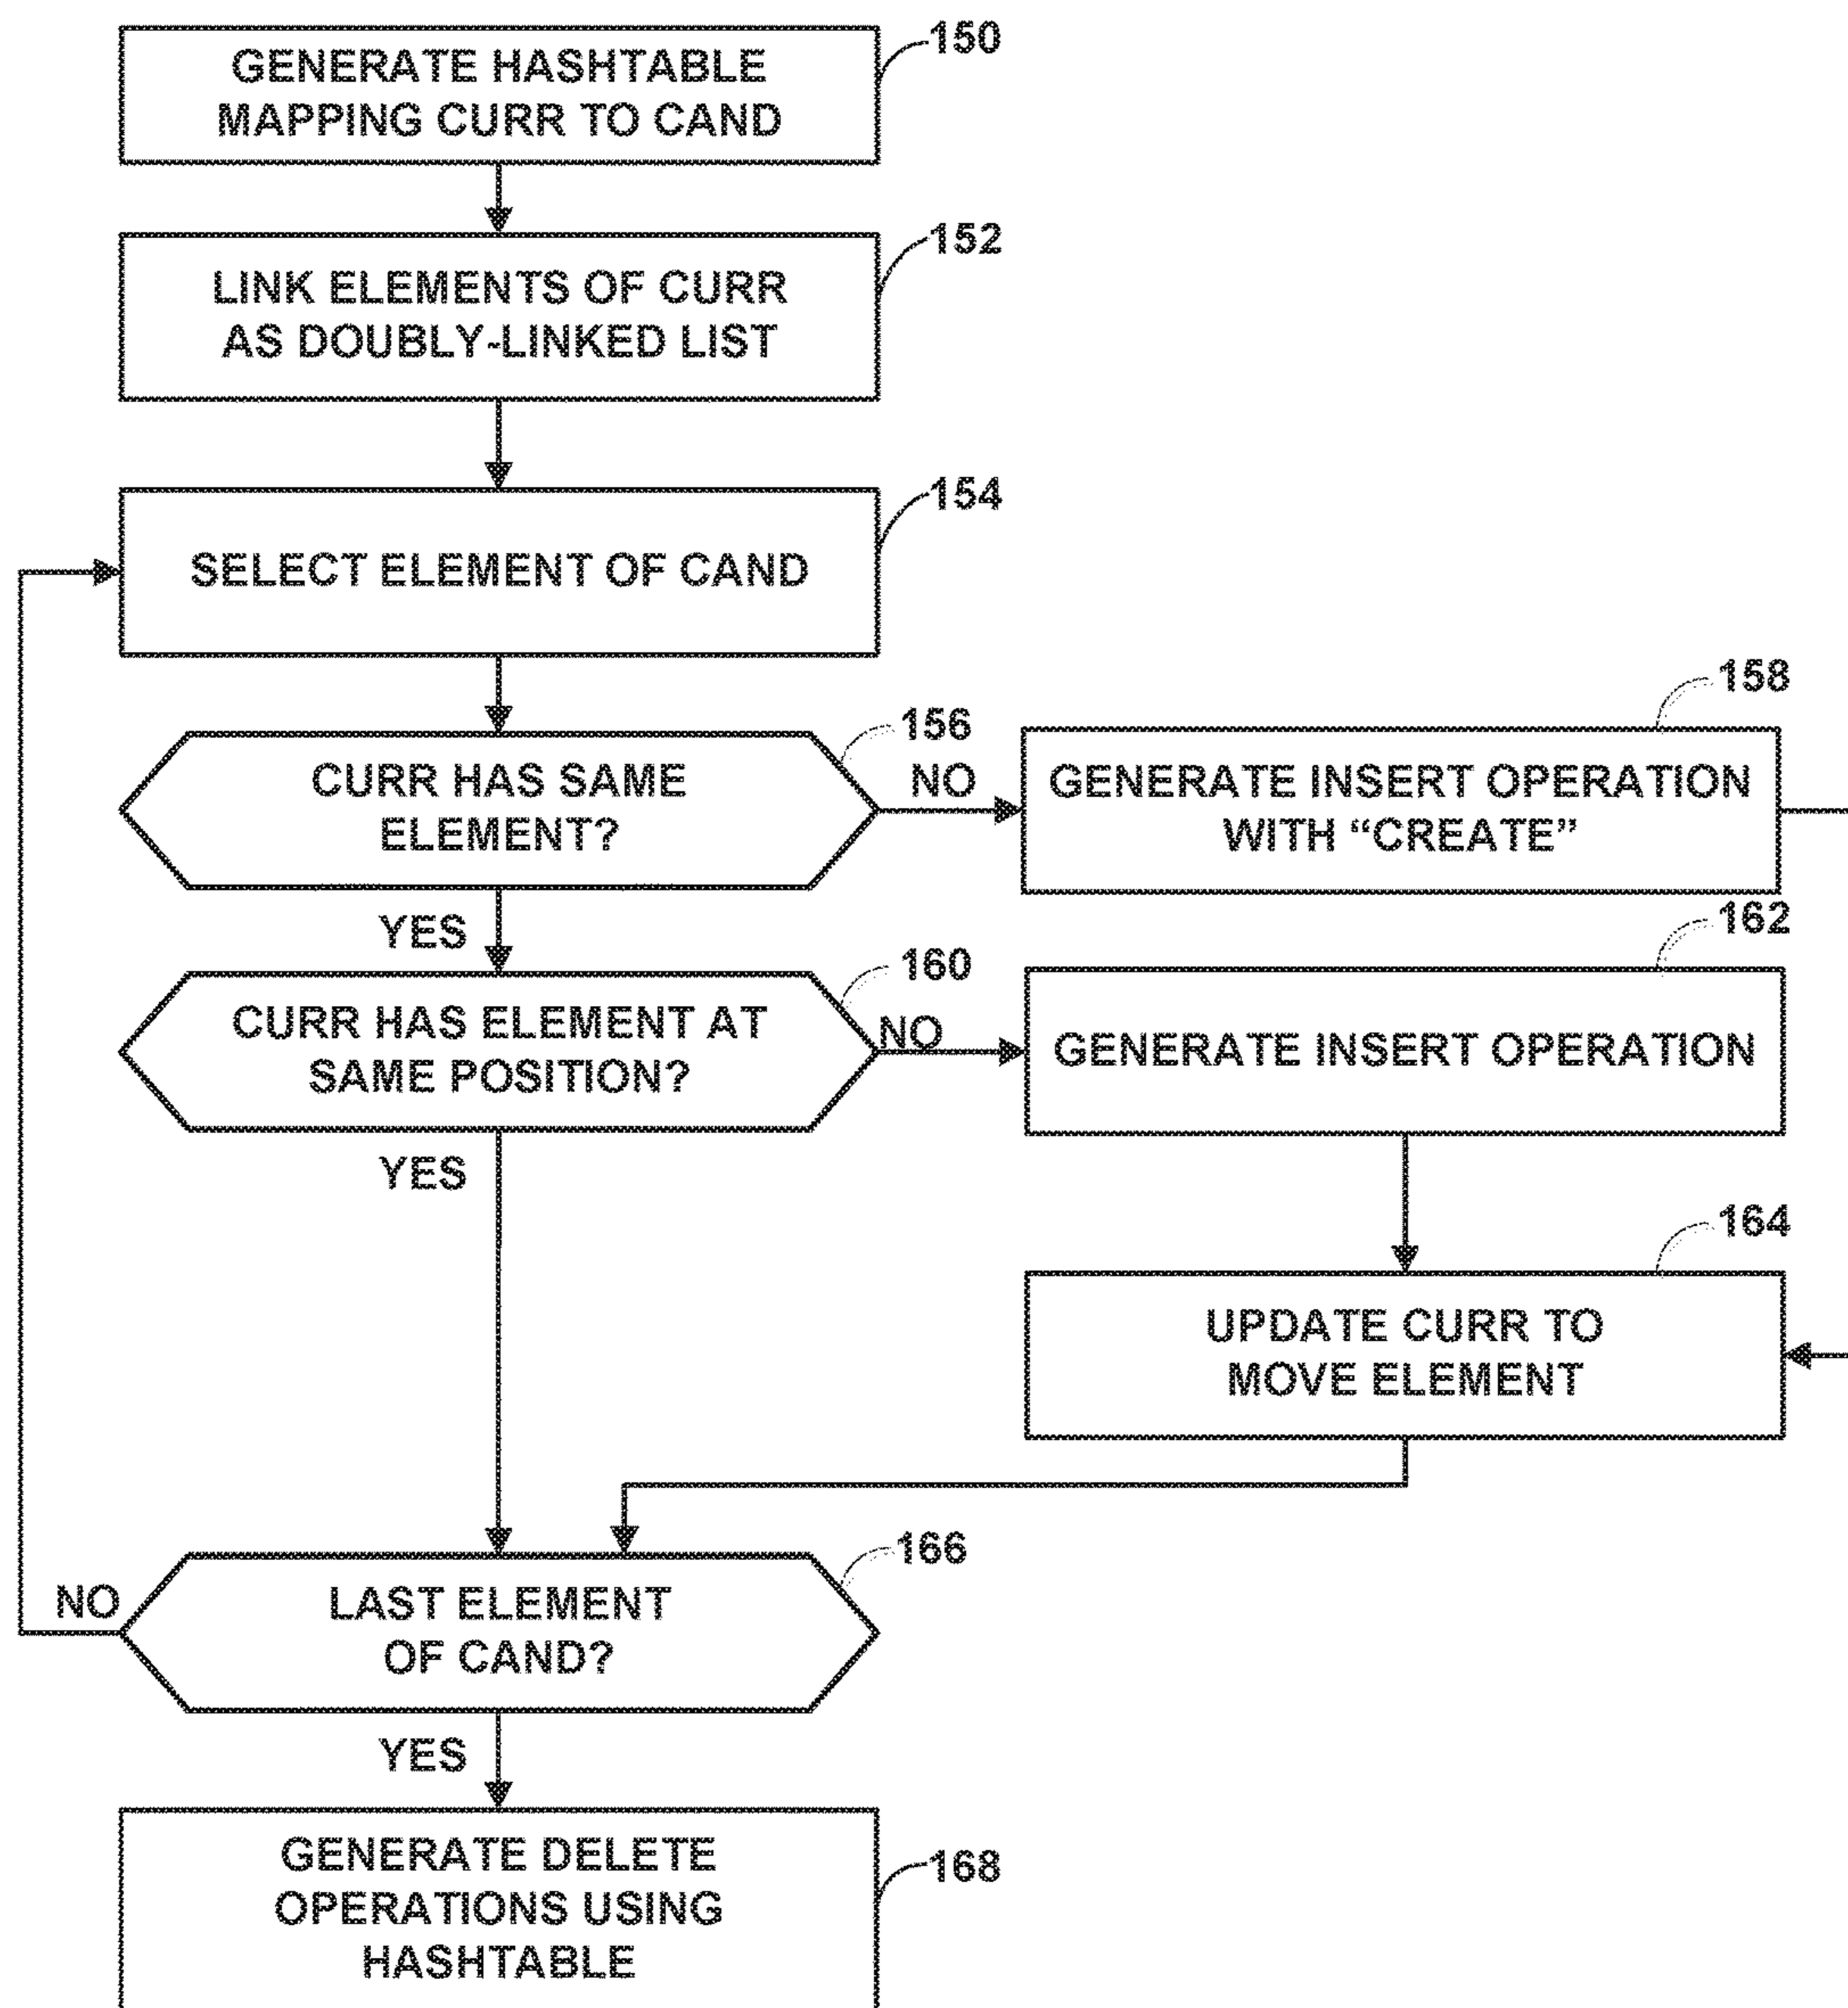 GENERATE HASHTABLE
MAPPING CURR TO CAND
150
LINK ELEMENTS OF CURR
AS DOUBLY-LINKED LIST
152
SELECT ELEMENT OF CAND
154
CURR HAS SAME
ELEMENT?
156
NO
YES
GENERATE INSERT OPERATION
WITH “CREATE”
158
CURR HAS ELEMENT AT
SAME POSITION?
160
NO
YES
GENERATE INSERT OPERATION
162
UPDATE CURR TO
MOVE ELEMENT
164
LAST ELEMENT
OF CAND?
166
NO
YES
GENERATE DELETE
OPERATIONS USING
HASHTABLE
168